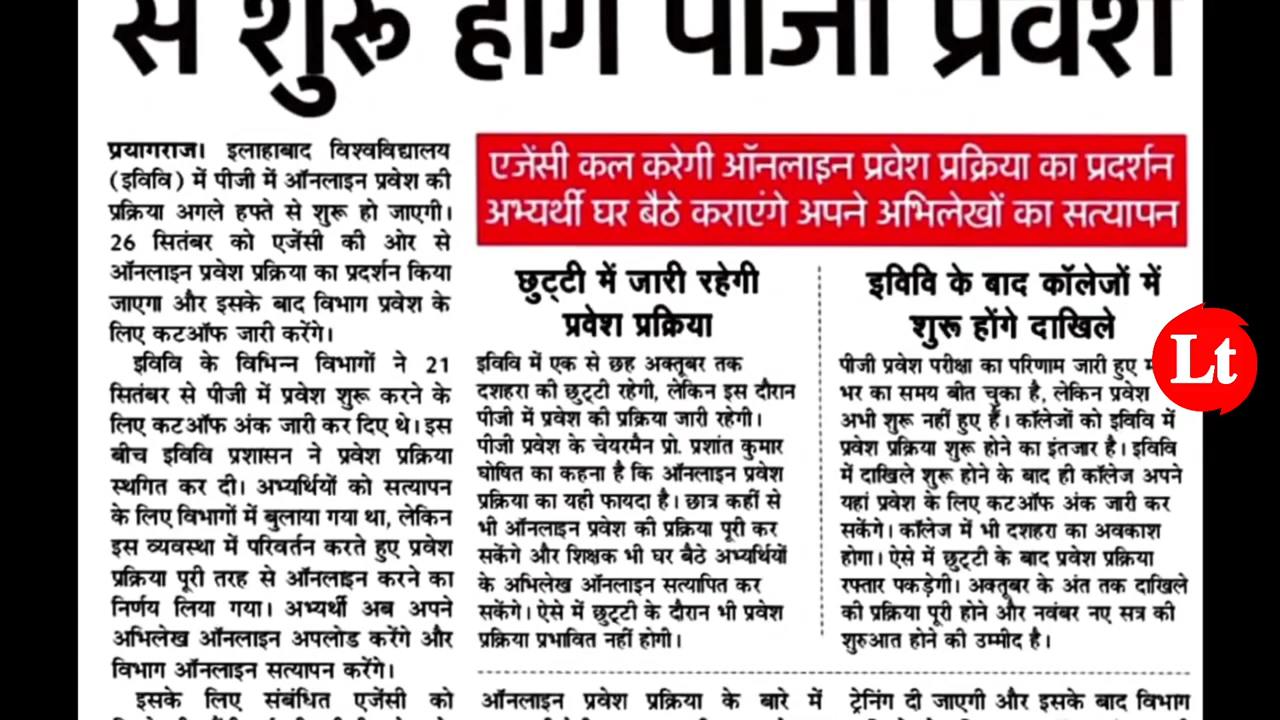 से शुरू होंगे पीजी प्रवेश
एजेंसी कल करेगी ऑनलाइन प्रवेश प्रक्रिया का प्रदर्शन
अभ्यर्थी घर बैठे कराएंगे अपने अभिलेखों का सत्यापन
प्रयागराज। इलाहाबाद विश्वविद्यालय
(इविवि) में पीजी में ऑनलाइन प्रवेश की
प्रक्रिया अगले हफ्ते से शुरू हो जाएगी।
26 सितंबर को एजेंसी की ओर से
ऑनलाइन प्रवेश प्रक्रिया का प्रदर्शन किया
जाएगा और इसके बाद विभाग प्रवेश के
लिए कटऑफ जारी करेंगे।
इविवि के विभिन्न विभागों ने 21
सितंबर से पीजी में प्रवेश शुरू करने के
लिए कटऑफ अंक जारी कर दिए थे। इस
बीच इविवि प्रशासन ने प्रवेश प्रक्रिया
स्थगित कर दी। अभ्यर्थियों को सत्यापन
के लिए विभागों में बुलाया गया था, लेकिन
इस व्यवस्था में परिवर्तन करते हुए प्रवेश
प्रक्रिया पूरी तरह से ऑनलाइन करने का
निर्णय लिया गया। अभ्यर्थी अब अपने
अभिलेख ऑनलाइन अपलोड करेंगे और
विभाग ऑनलाइन सत्यापन करेंगे।
इसके लिए संबंधित एजेंसी को
छुट्टी में जारी रहेगी
प्रवेश प्रक्रिया
इविवि में एक से छह अक्तूबर तक
दशहरा की छुट्टी रहेगी, लेकिन इस दौरान
पीजी में प्रवेश की प्रक्रिया जारी रहेगी।
पीजी प्रवेश के चेयरमैन प्रो. प्रशांत कुमार
घोषित का कहना है कि ऑनलाइन प्रवेश
प्रक्रिया का यही फायदा है। छात्र कहीं से
भी ऑनलाइन प्रवेश की प्रक्रिया पूरी कर
सकेंगे और शिक्षक भी घर बैठे अभ्यर्थियों
के अभिलेख ऑनलाइन सत्यापित कर
सकेंगे। ऐसे में छुट्टी के दौरान भी प्रवेश
प्रक्रिया प्रभावित नहीं होगी।
इविवि के बाद कॉलेजों में
शुरू होंगे दाखिले
पीजी प्रवेश परीक्षा का परिणाम जारी हुए
भर का समय बीत चुका है, लेकिन प्रवेश
अभी शुरू नहीं हुए हैं। कॉलेजों को इविवि में
प्रवेश प्रक्रिया शुरू होने का इंतजार है। इविवि
में दाखिले शुरू होने के बाद ही कॉलेज अपने
यहां प्रवेश के लिए कटऑफ अंक जारी कर
सकेंगे। कॉलेज में भी दशहरा का अवकाश
होगा। ऐसे में छुट्टी के बाद प्रवेश प्रक्रिया
रफ्तार पकड़ेगी। अक्तूबर के अंत तक दाखिले
की प्रक्रिया पूरी होने और नवंबर नए सत्र की
शुरुआत होने की उम्मीद है।
ऑनलाइन प्रवेश प्रक्रिया के बारे में
ट्रेनिंग दी जाएगी और इसके बाद विभाग
Lt